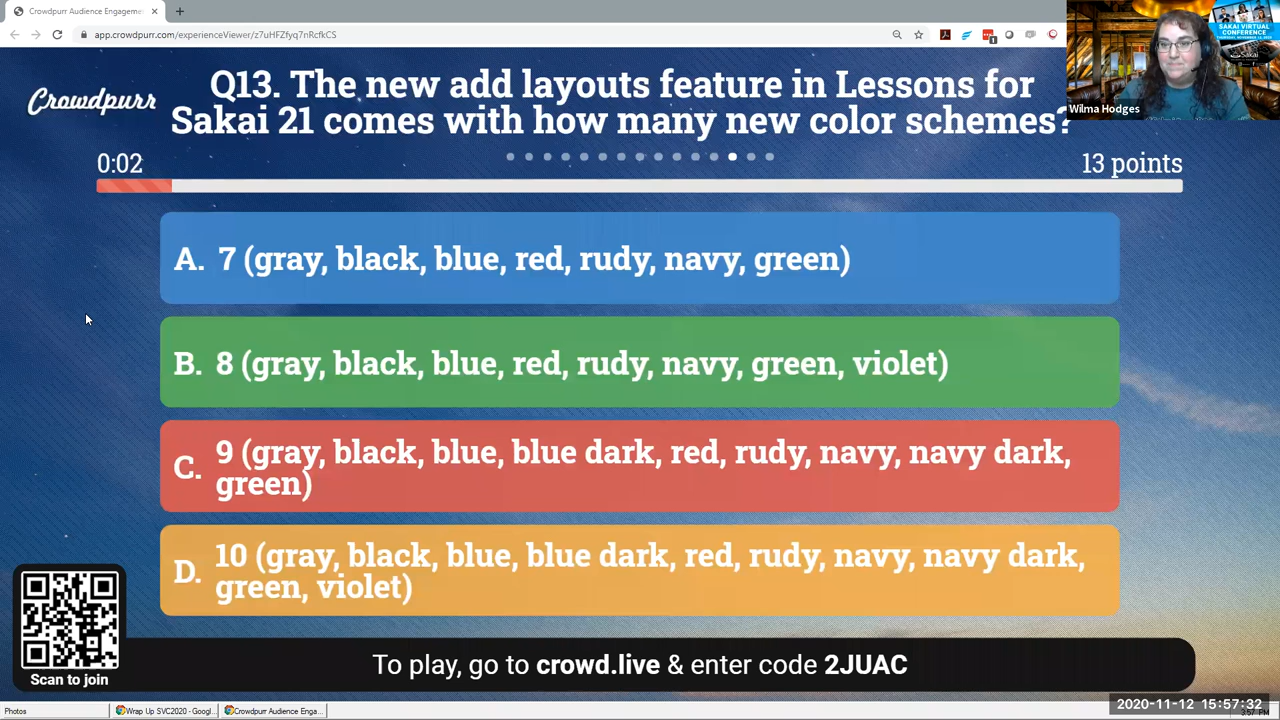 Crowdpurr Audience Engageme
app.crowdpurr.com/experienceViewer/z7uHFZfyq7nRcfkCS
SAKAI VIRTUAL
CONFERENCE
Wilma Hodges
Crowdpurr
Q13. The new add layouts feature in Lessons for
Sakai 21 comes with how many new color schemes?
0:02
13 points
A. 7 (gray, black, blue, red, rudy, navy, green)
B. 8 (gray, black, blue, red, rudy, navy, green, violet)
C. 9 (gray, black, blue, blue dark, red, rudy, navy, navy dark,
green)
D. 10 (gray, black, blue, blue dark, red, rudy, navy, navy dark,
green, violet)
Scan to join
To play, go to crowd.live & enter code 2JUAC
Photos
Wrap Up SVC2020 - Googl...
Crowdpurr Audience Enga...
2020-11-12 15:57:32
3:57 PM